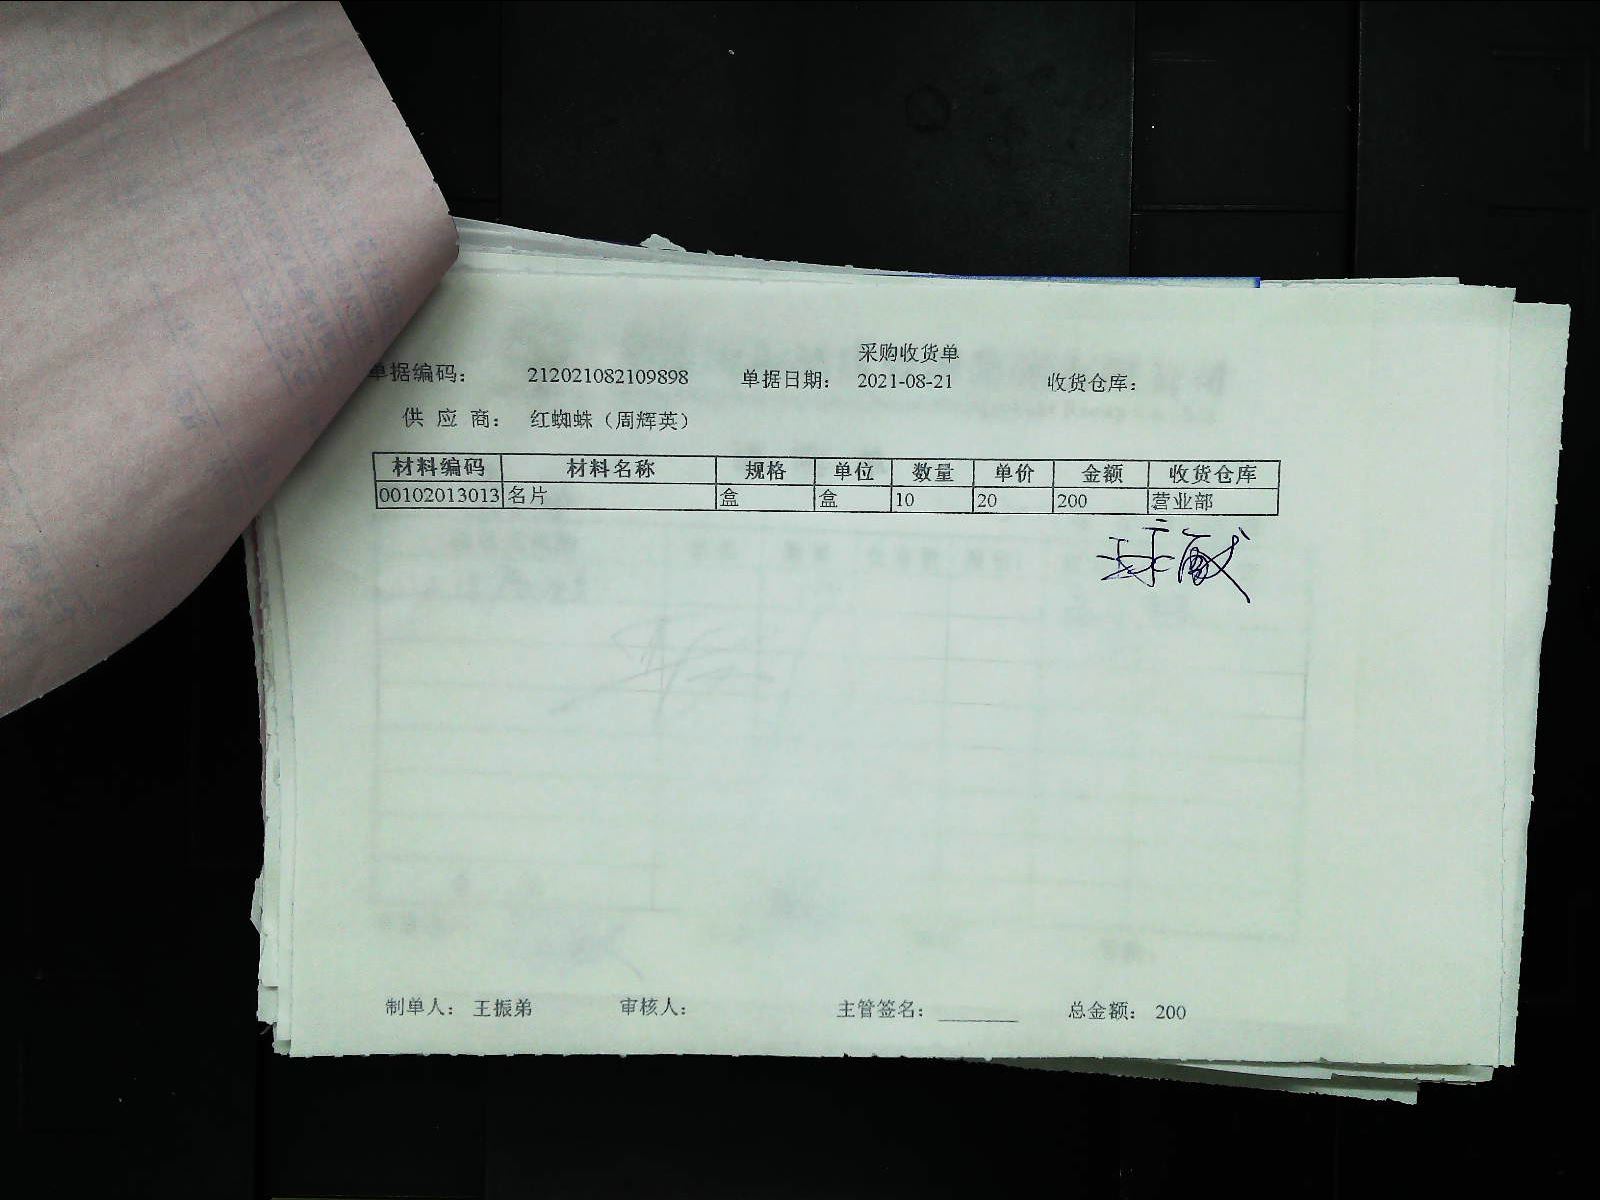 采购收货单
单据编码： 212021082109898 单据日期： 2021-08-21 收货仓库：
供 应 商： 红蜘蛛（周辉英）
材料编码 材料名称 规格 单位 数量 单价 金额 收货仓库
00102013013 名片 盒 盒 10 20 200 营业部
制单人： 王振弟 审核人： 主管签名： 总金额： 200